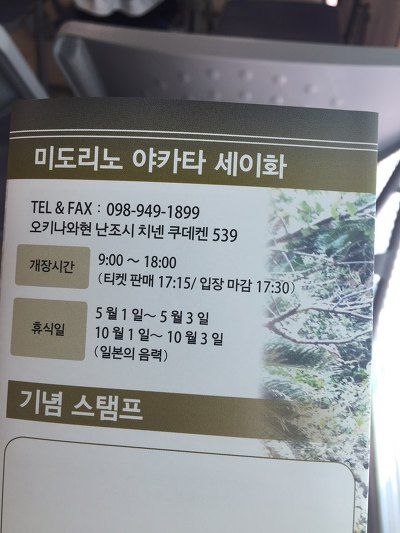 미도리노 야카타 세이화
TEL & FAX : 098-949-1899
오키나와현 난조시 치넨 쿠데켄 539
개장시간
9:00 ~ 18:00
(티켓 판매 17:15/ 입장 마감 17:30)
휴식일
5월 1일~ 5월 3일
10월 1일~ 10월 3일
(일본의 음력)
기념 스탬프